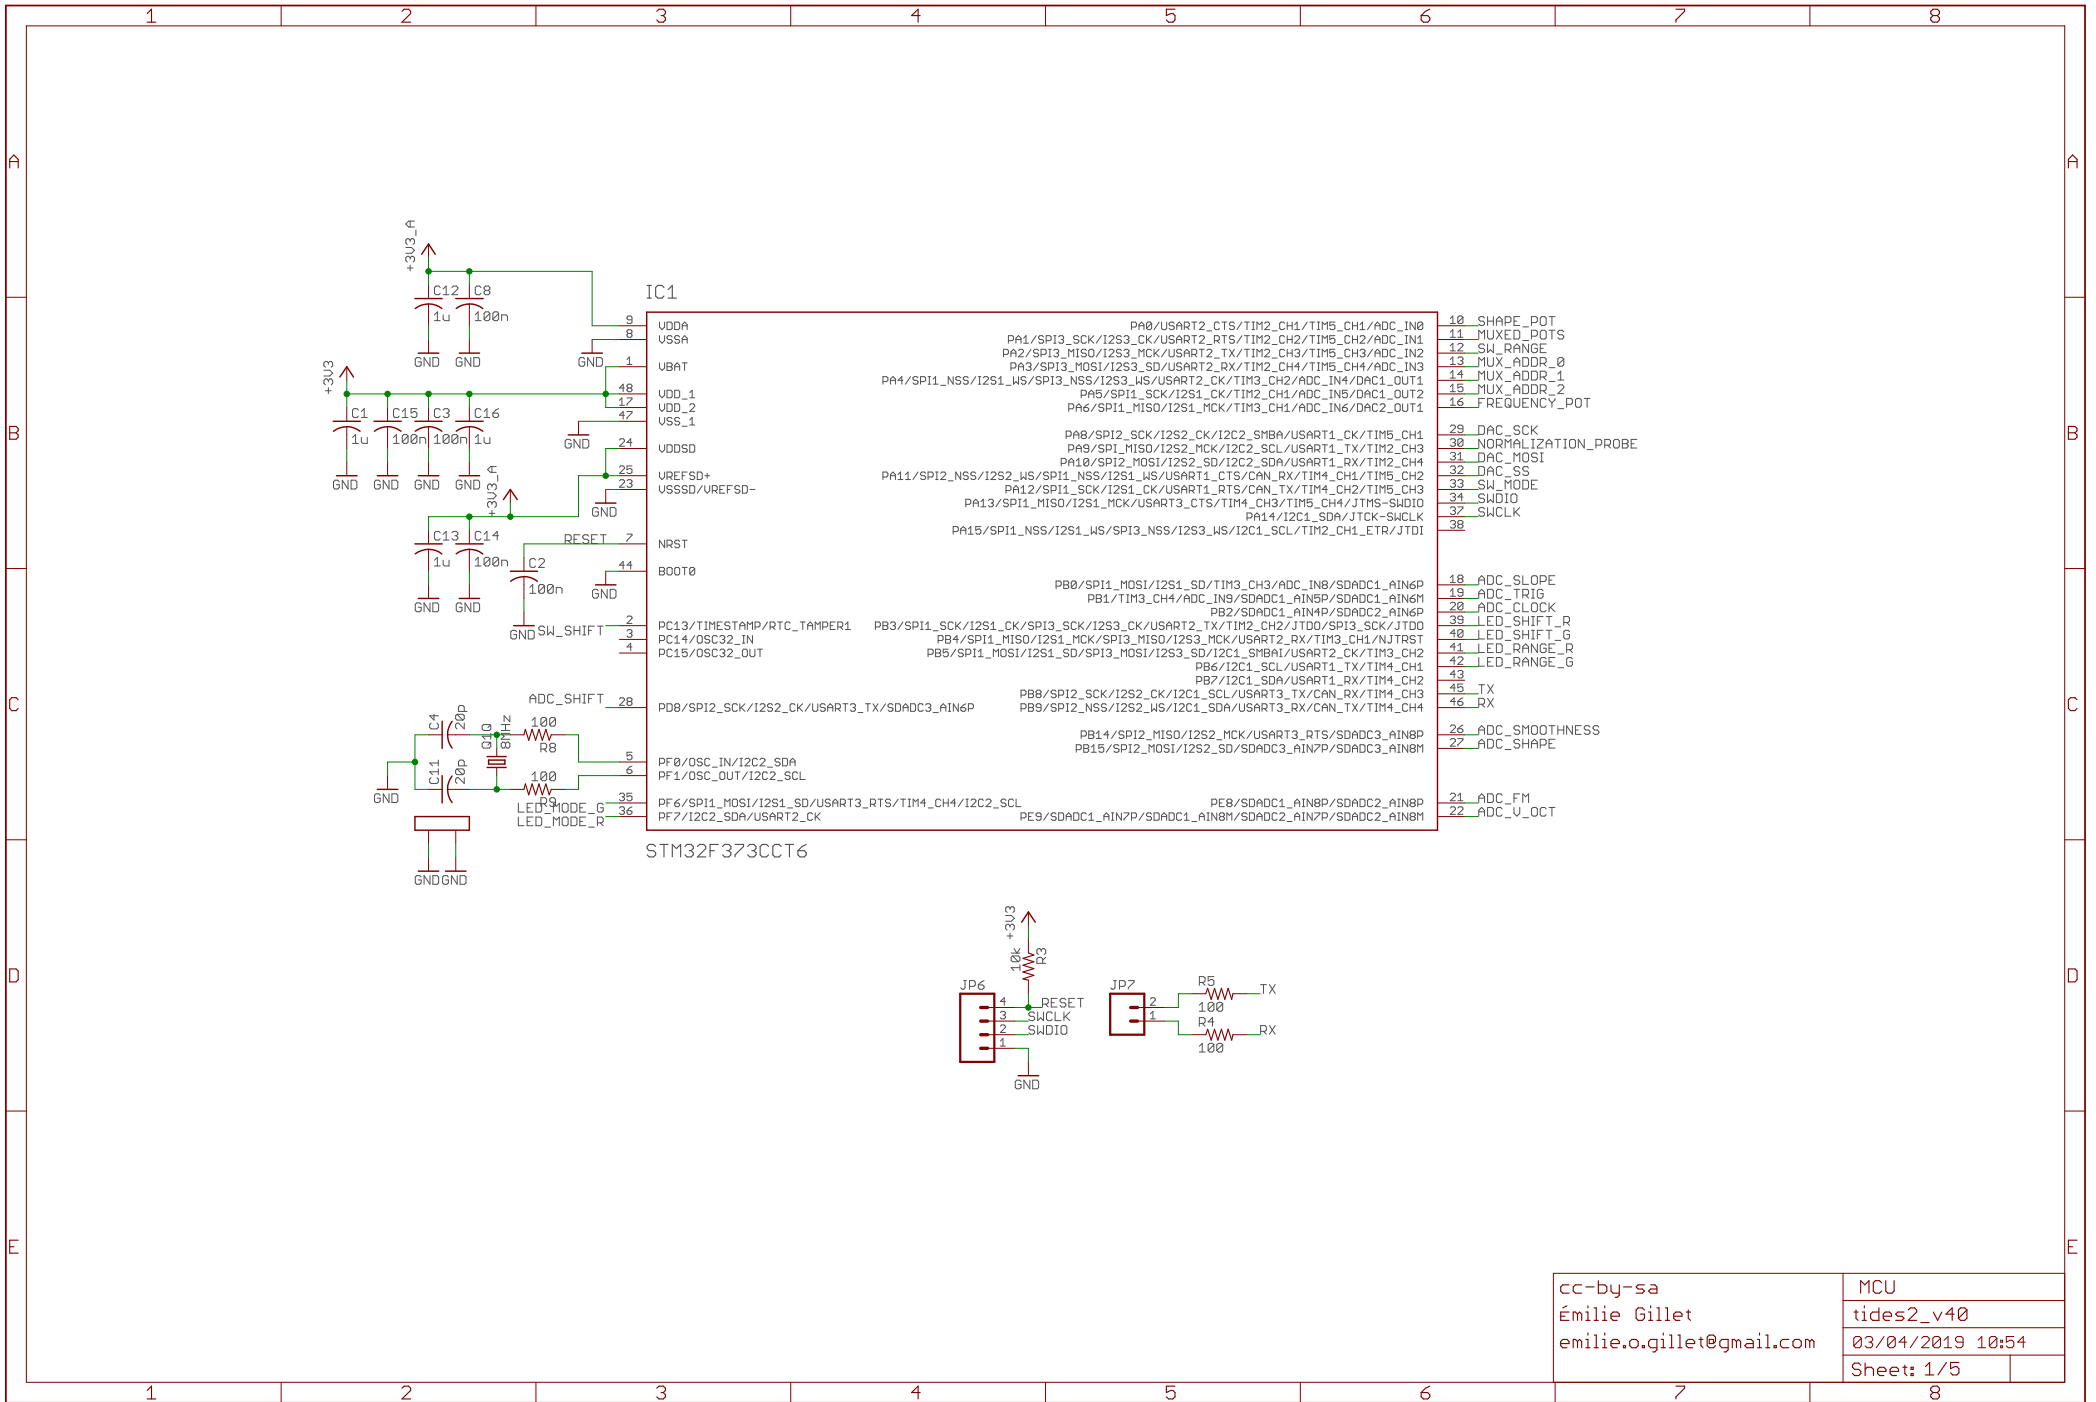 1 2 3 4 5 6 7 8
A A
+3V3_A
C12 C8
1u 100n
GND GND
IC1
9 VDDA
8 VSSA
GND
1 VBAT
+3V3
48 VDD_1
17 VDD_2
47 VSS_1
GND
C1 C15 C3 C16
1u 100n 100n 1u
GND GND GND GND
24 VDDSD
25 VREFSD+
23 VSSSD/VREFSD-
GND
+3V3_A
C13 C14
1u 100n
GND GND
RESET 7 NRST
C2
100n
GND
44 BOOT0
GND
SW_SHIFT 2 PC13/TIMESTAMP/RTC_TAMPER1
3 PC14/OSC32_IN
4 PC15/OSC32_OUT
ADC_SHIFT 28 PD8/SPI2_SCK/I2S2_CK/USART3_TX/SDADC3_AIN6P
C4 20p Q1Q 8MHz 100 R8
5 PF0/OSC_IN/I2C2_SDA
6 PF1/OSC_OUT/I2C2_SCL
C11 20p 100 R9
GND
LED_MODE_G 35 PF6/SPI1_MOSI/I2S1_SD/USART3_RTS/TIM4_CH4/I2C2_SCL
LED_MODE_R 36 PF7/I2C2_SDA/USART2_CK
GND GND
PA0/USART2_CTS/TIM2_CH1/TIM5_CH1/ADC_IN0 10 SHAPE_POT
PA1/SPI3_SCK/I2S3_CK/USART2_RTS/TIM2_CH2/TIM5_CH2/ADC_IN1 11 MUXED_POTS
PA2/SPI3_MISO/I2S3_MCK/USART2_TX/TIM2_CH3/TIM5_CH3/ADC_IN2 12 SW_RANGE
PA3/SPI3_MOSI/I2S3_SD/USART2_RX/TIM2_CH4/TIM5_CH4/ADC_IN3 13 MUX_ADDR_0
PA4/SPI1_NSS/I2S1_WS/SPI3_NSS/I2S3_WS/USART2_CK/TIM3_CH2/ADC_IN4/DAC1_OUT1 14 MUX_ADDR_1
PA5/SPI1_SCK/I2S1_CK/TIM2_CH1/ADC_IN5/DAC1_OUT2 15 MUX_ADDR_2
PA6/SPI1_MISO/I2S1_MCK/TIM3_CH1/ADC_IN6/DAC2_OUT1 16 FREQUENCY_POT
PA8/SPI2_SCK/I2S2_CK/I2C2_SMBA/USART1_CK/TIM5_CH1 29 DAC_SCK
PA9/SPI_MISO/I2S2_MCK/I2C2_SCL/USART1_TX/TIM2_CH3 30 NORMALIZATION_PROBE
PA10/SPI2_MOSI/I2S2_SD/I2C2_SDA/USART1_RX/TIM2_CH4 31 DAC_MOSI
PA11/SPI2_NSS/I2S2_WS/SPI1_NSS/I2S1_WS/USART1_CTS/CAN_RX/TIM4_CH1/TIM5_CH2 32 DAC_SS
PA12/SPI1_SCK/I2S1_CK/USART1_RTS/CAN_TX/TIM4_CH2/TIM5_CH3 33 SW_MODE
PA13/SPI1_MISO/I2S1_MCK/USART3_CTS/TIM4_CH3/TIM5_CH4/JTMS-SWDIO 34 SWDIO
PA14/I2C1_SDA/JTCK-SWCLK 37 SWCLK
PA15/SPI1_NSS/I2S1_WS/SPI3_NSS/I2S3_WS/I2C1_SCL/TIM2_CH1_ETR/JTDI 38
PB0/SPI1_MOSI/I2S1_SD/TIM3_CH3/ADC_IN8/SDADC1_AIN6P 18 ADC_SLOPE
PB1/TIM3_CH4/ADC_IN9/SDADC1_AIN5P/SDADC1_AIN6M 19 ADC_TRIG
PB2/SDADC1_AIN4P/SDADC2_AIN6P 20 ADC_CLOCK
PB3/SPI1_SCK/I2S1_CK/SPI3_SCK/I2S3_CK/USART2_TX/TIM2_CH2/JTDO/SPI3_SCK/JTDO 39 LED_SHIFT_R
PB4/SPI1_MISO/I2S1_MCK/SPI3_MISO/I2S3_MCK/USART2_RX/TIM3_CH1/NJTRST 40 LED_SHIFT_G
PB5/SPI1_MOSI/I2S1_SD/SPI3_MOSI/I2S3_SD/I2C1_SMBAI/USART2_CK/TIM3_CH2 41 LED_RANGE_R
PB6/I2C1_SCL/USART1_TX/TIM4_CH1 42 LED_RANGE_G
PB7/I2C1_SDA/USART1_RX/TIM4_CH2 43
PB8/SPI2_SCK/I2S2_CK/I2C1_SCL/USART3_TX/CAN_RX/TIM4_CH3 45 TX
PB9/SPI2_NSS/I2S2_WS/I2C1_SDA/USART3_RX/CAN_TX/TIM4_CH4 46 RX
PB14/SPI2_MISO/I2S2_MCK/USART3_RTS/SDADC3_AIN8P 26 ADC_SMOOTHNESS
PB15/SPI2_MOSI/I2S2_SD/SDADC3_AIN7P/SDADC3_AIN8M 27 ADC_SHAPE
PE8/SDADC1_AIN8P/SDADC2_AIN8P 21 ADC_FM
PE9/SDADC1_AIN7P/SDADC1_AIN8M/SDADC2_AIN7P/SDADC2_AIN8M 22 ADC_V_OCT
STM32F373CCT6
B B
C C
+3V3
10k R3
JP6
4 RESET
3 SWCLK
2 SWDIO
1
GND
JP7
2 R5 100 TX
1 R4 100 RX
D D
E E
cc-by-sa
Émilie Gillet
emilie.o.gillet@gmail.com
MCU
tides2_v40
03/04/2019 10:54
Sheet: 1/5
1 2 3 4 5 6 7 8